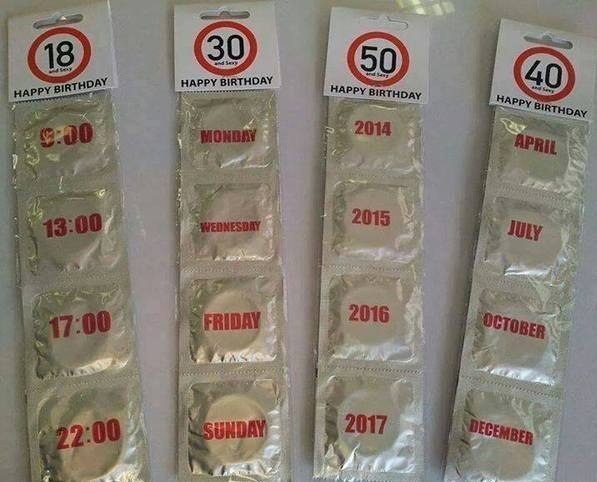 18
and Sexy
HAPPY BIRTHDAY
9:00
13:00
17:00
22:00
30
and Sexy
HAPPY BIRTHDAY
MONDAY
WEDNESDAY
FRIDAY
SUNDAY
50
and Sexy
HAPPY BIRTHDAY
2014
2015
2016
2017
40
and Sexy
HAPPY BIRTHDAY
APRIL
JULY
OCTOBER
DECEMBER